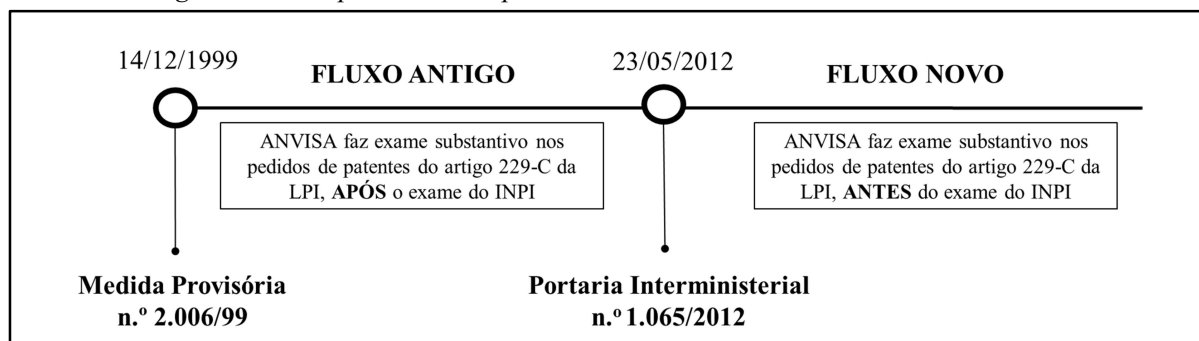 14/12/1999
FLUXO ANTIGO
23/05/2012
FLUXO NOVO
ANVISA faz exame substantivo nos
pedidos de patentes do artigo 229-C da
LPI, APÓS o exame do INPI
ANVISA faz exame substantivo nos
pedidos de patentes do artigo 229-C da
LPI, ANTES do exame do INPI
Medida Provisória
n.º 2.006/99
Portaria Interministerial
n.º 1.065/2012